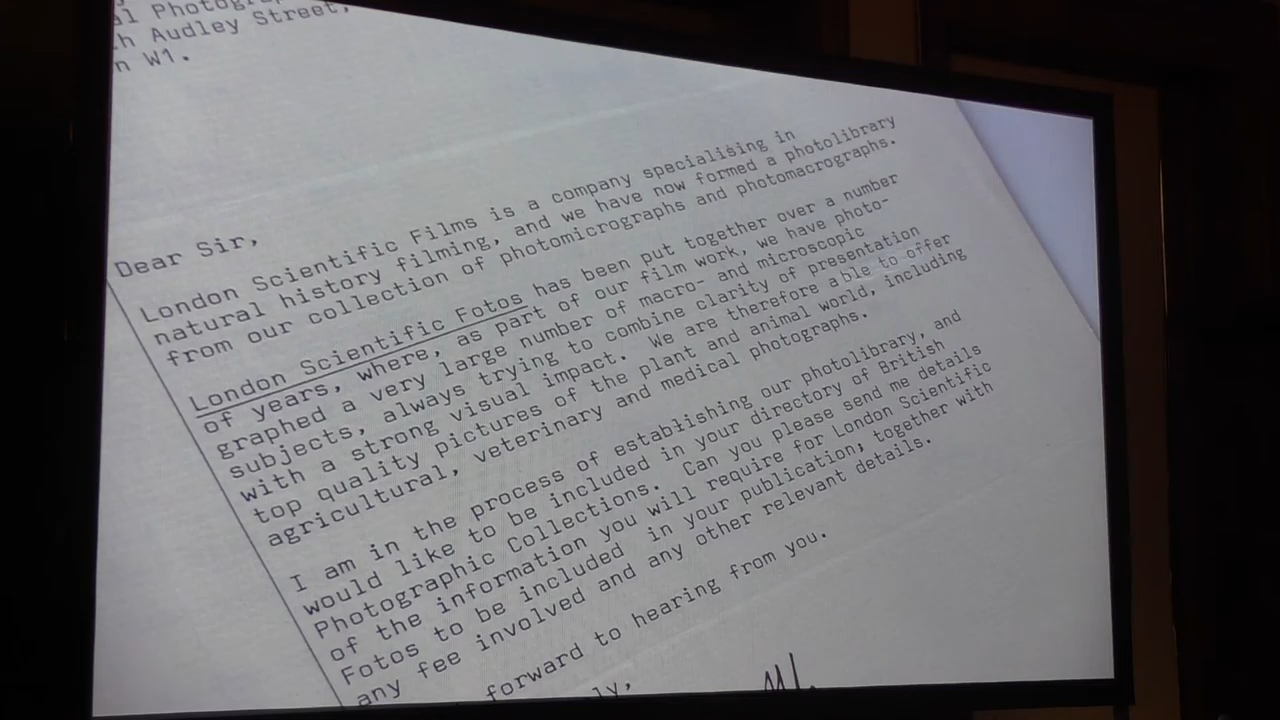 al Photogra
h Audley Street,
n W1.
Dear Sir,
London Scientific Films is a company specialising in
natural history filming, and we have now formed a photolibrary
from our collection of photomicrographs and photomacrographs.
London Scientific Fotos has been put together over a number
of years, where, as part of our film work, we have photo-
graphed a very large number of macro- and microscopic
subjects, always trying to combine clarity of presentation
with a strong visual impact. We are therefore able to offer
top quality pictures of the plant and animal world, including
agricultural, veterinary and medical photographs.
I am in the process of establishing our photolibrary, and
would like to be included in your directory of British
Photographic Collections. Can you please send me details
of the information you will require for London Scientific
Fotos to be included in your publication; together with
any fee involved and any other relevant details.
forward to hearing from you.
ly,